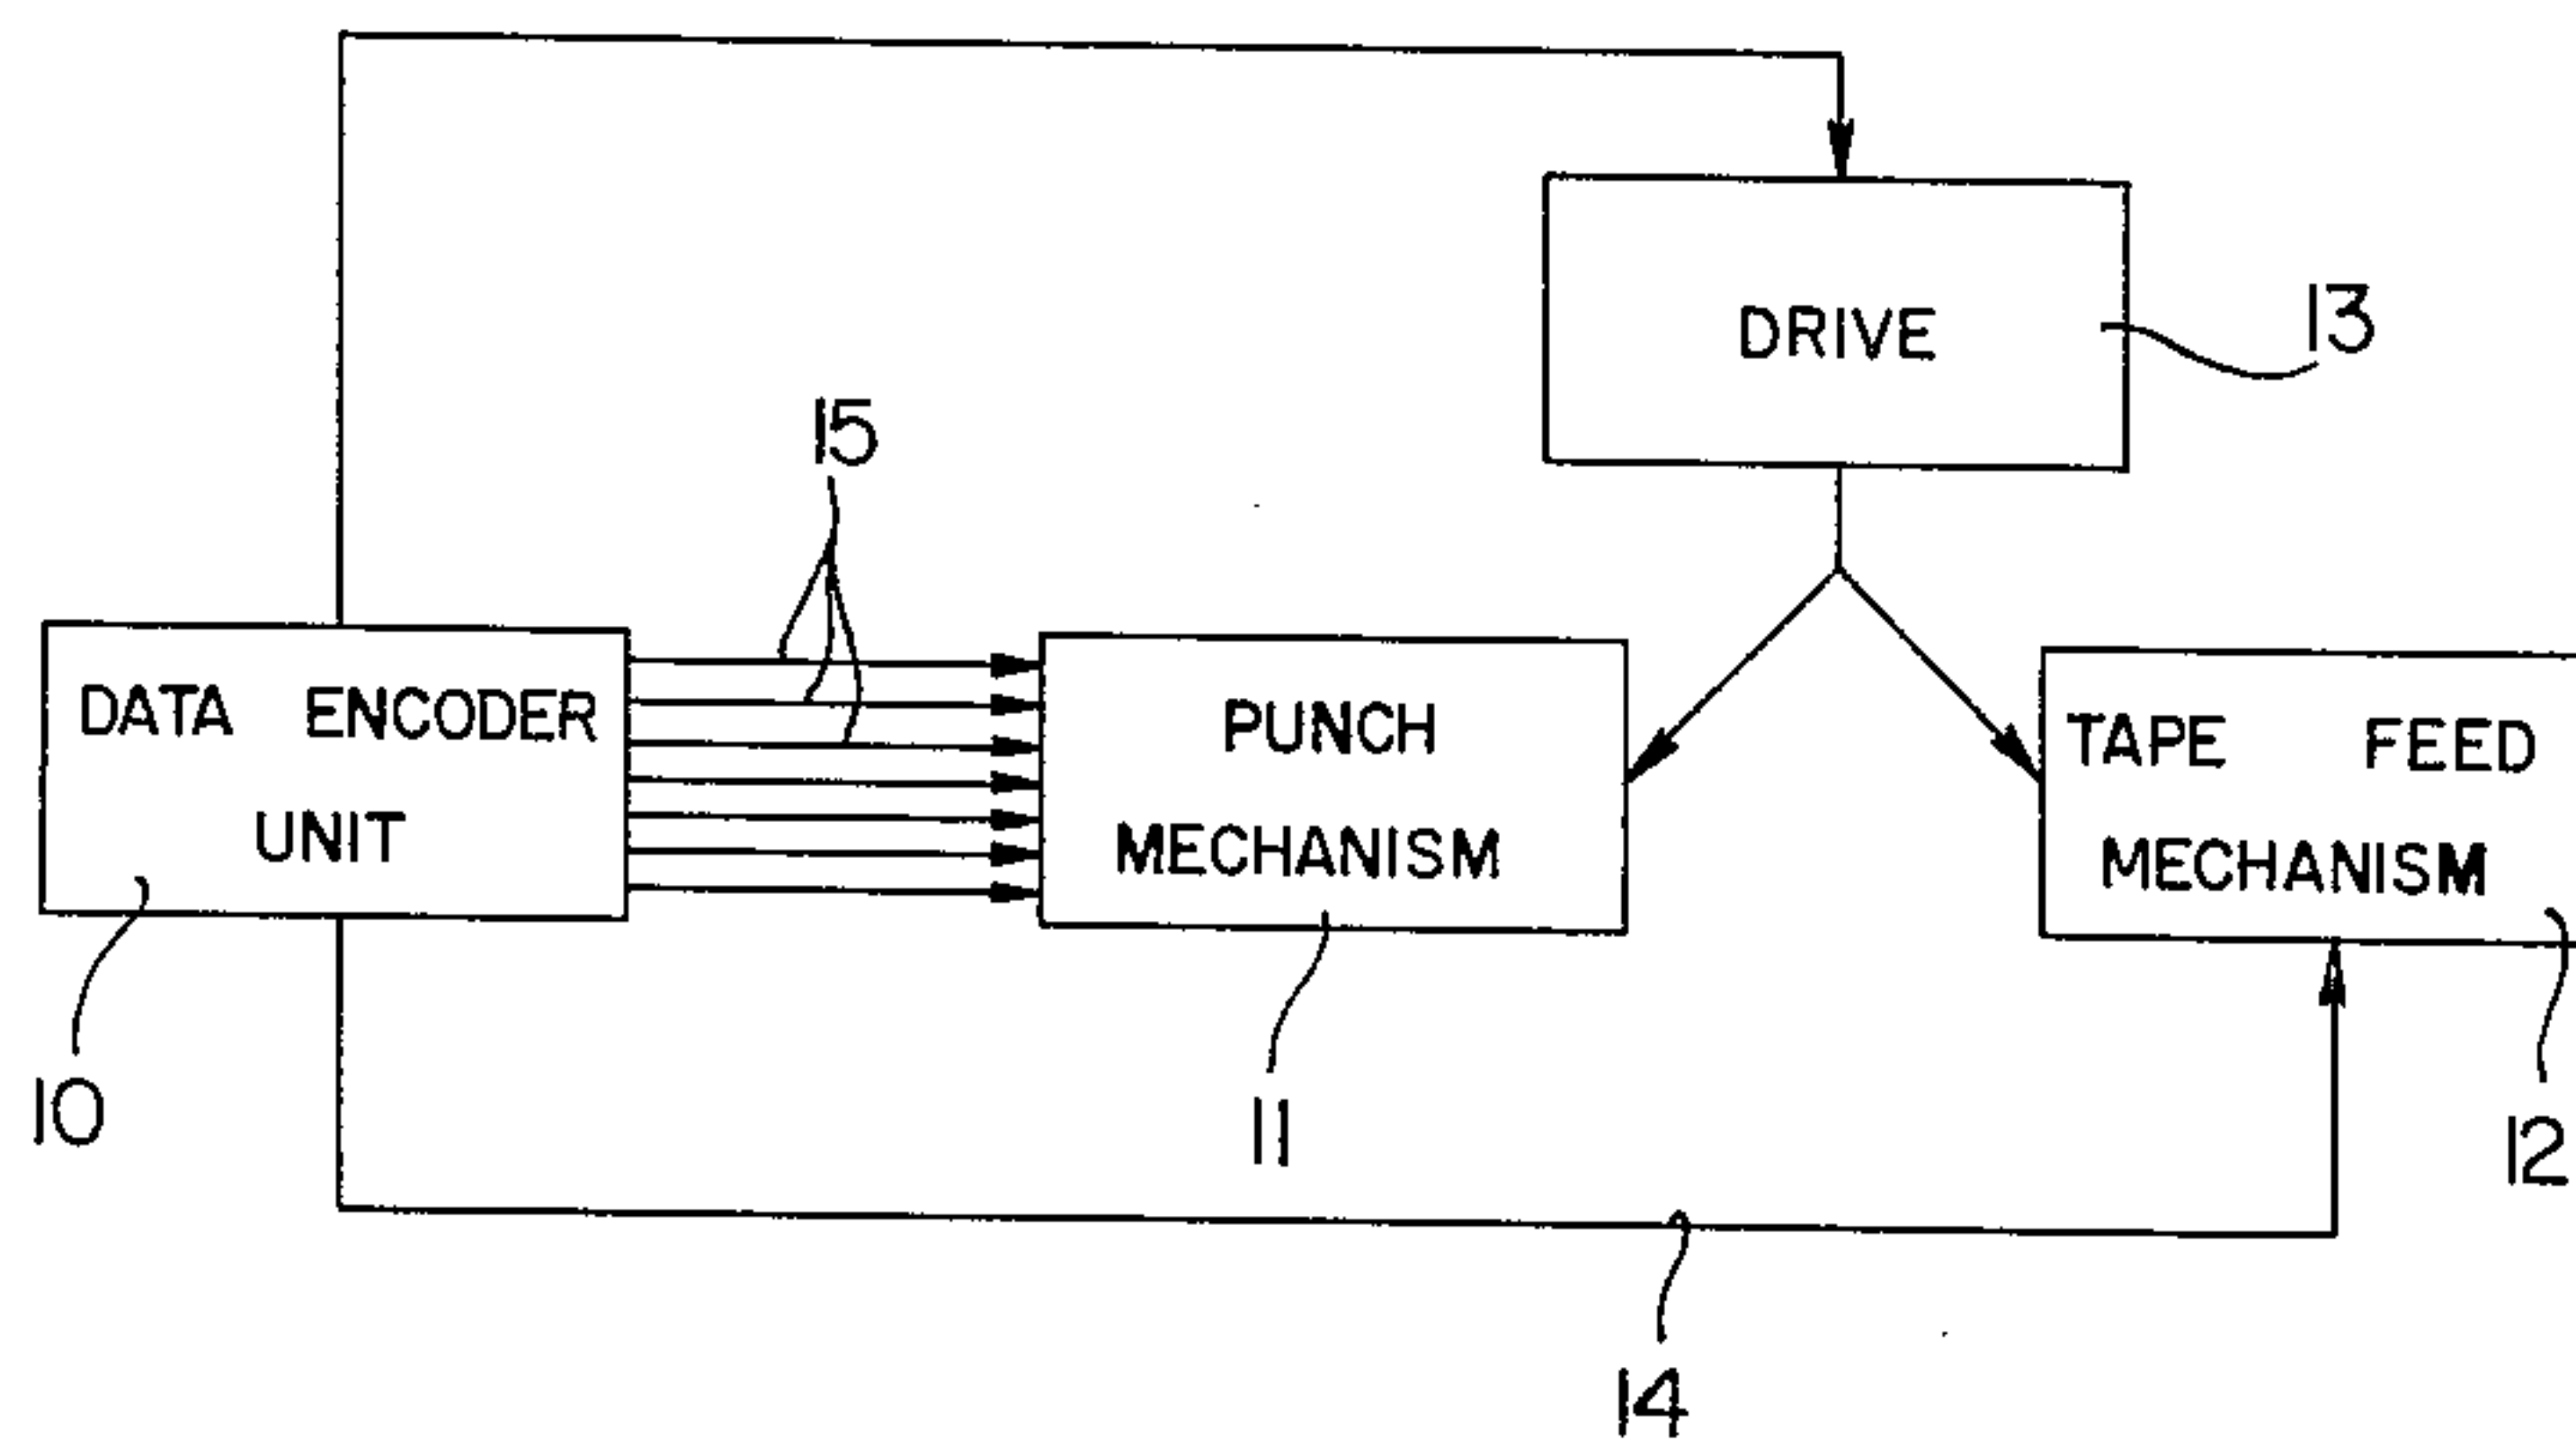 DRIVE
13
15
DATA ENCODER
UNIT
PUNCH
MECHANISM
TAPE FEED
MECHANISM
10
11
12
14